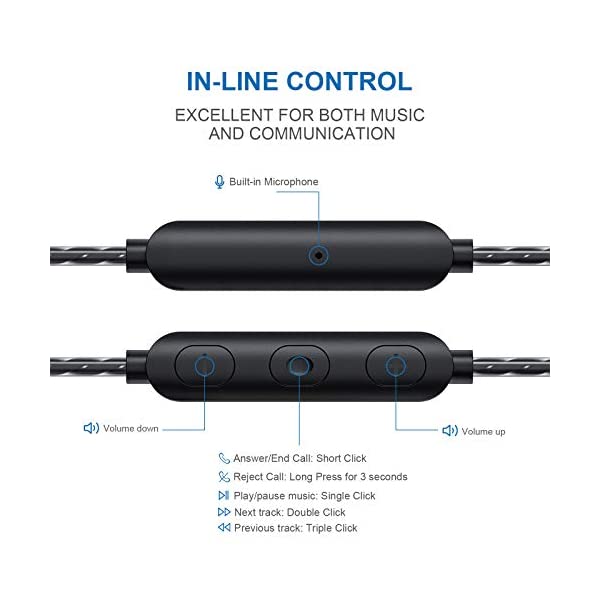 IN-LINE CONTROL
EXCELLENT FOR BOTH MUSIC
AND COMMUNICATION
Built-in Microphone
Volume down
Volume up
Answer/End Call: Short Click
Reject Call: Long Press for 3 seconds
Play/pause music: Single Click
Next track: Double Click
Previous track: Triple Click